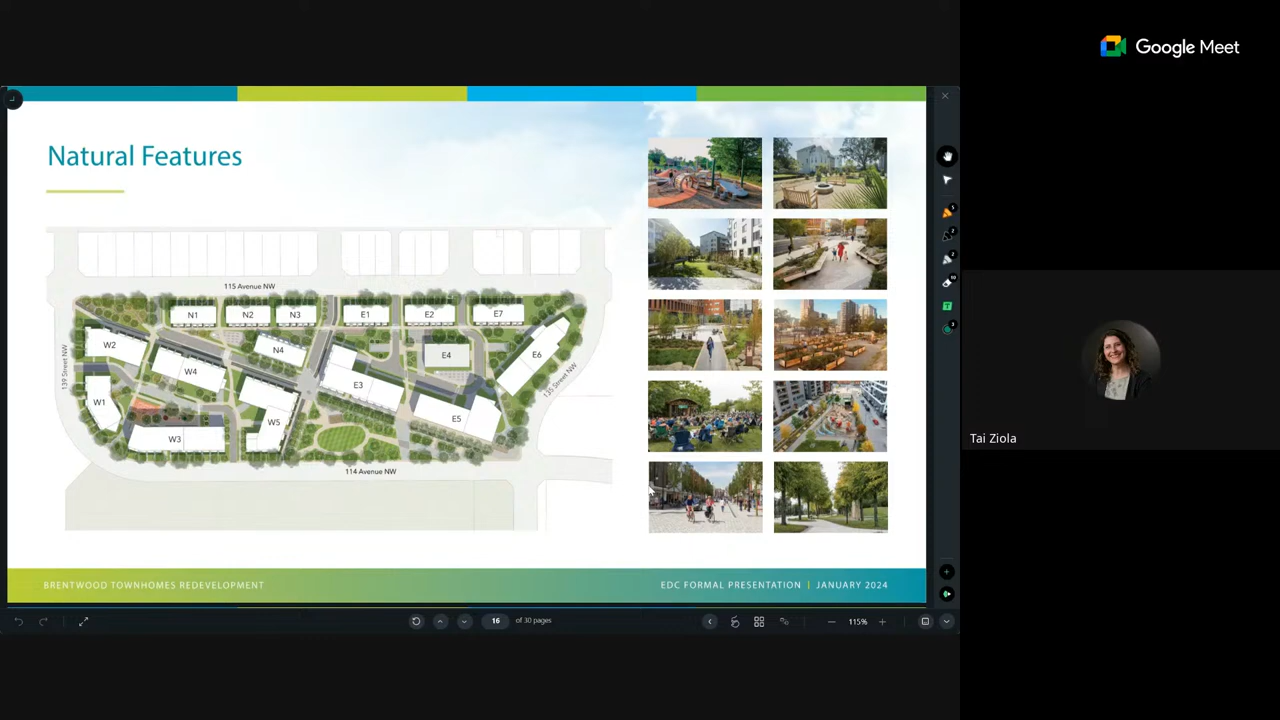 Google Meet
Natural Features
115 Avenue NW
N1
N2
N3
E1
E2
E7
W2
N4
E4
E6
139 Street NW
W4
E3
135 Street NW
W1
W5
E5
W3
114 Avenue NW
Tai Ziola
BRENTWOOD TOWNHOMES REDEVELOPMENT
EDC FORMAL PRESENTATION | JANUARY 2024
16 of 30 pages
115%